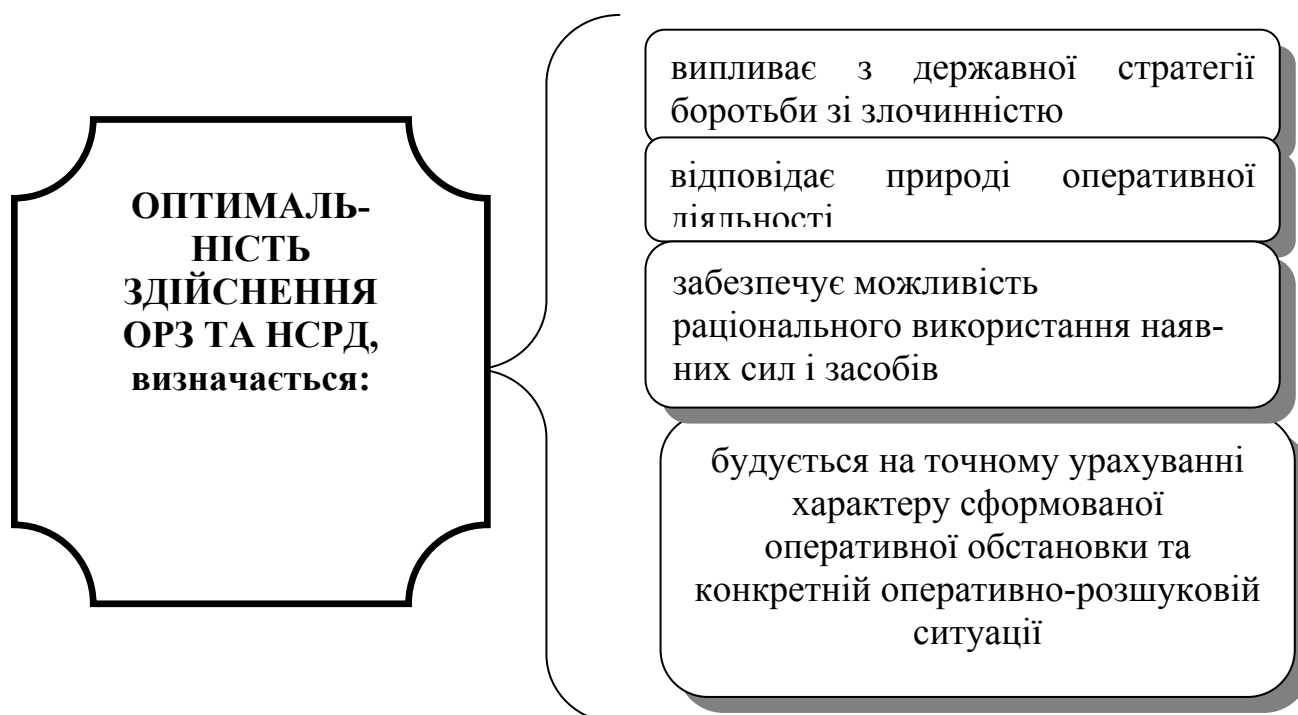 ОПТИМАЛЬ-
НІСТЬ
ЗДІЙСНЕННЯ
ОРЗ ТА НСРД,
визначається:
випливає з державної стратегії
боротьби зі злочинністю
відповідає природі оперативної
діяльності
забезпечує можливість
раціонального використання наяв-
них сил і засобів
будується на точному урахуванні
характеру сформованої
оперативної обстановки та
конкретній оперативно-розшуковій
ситуації